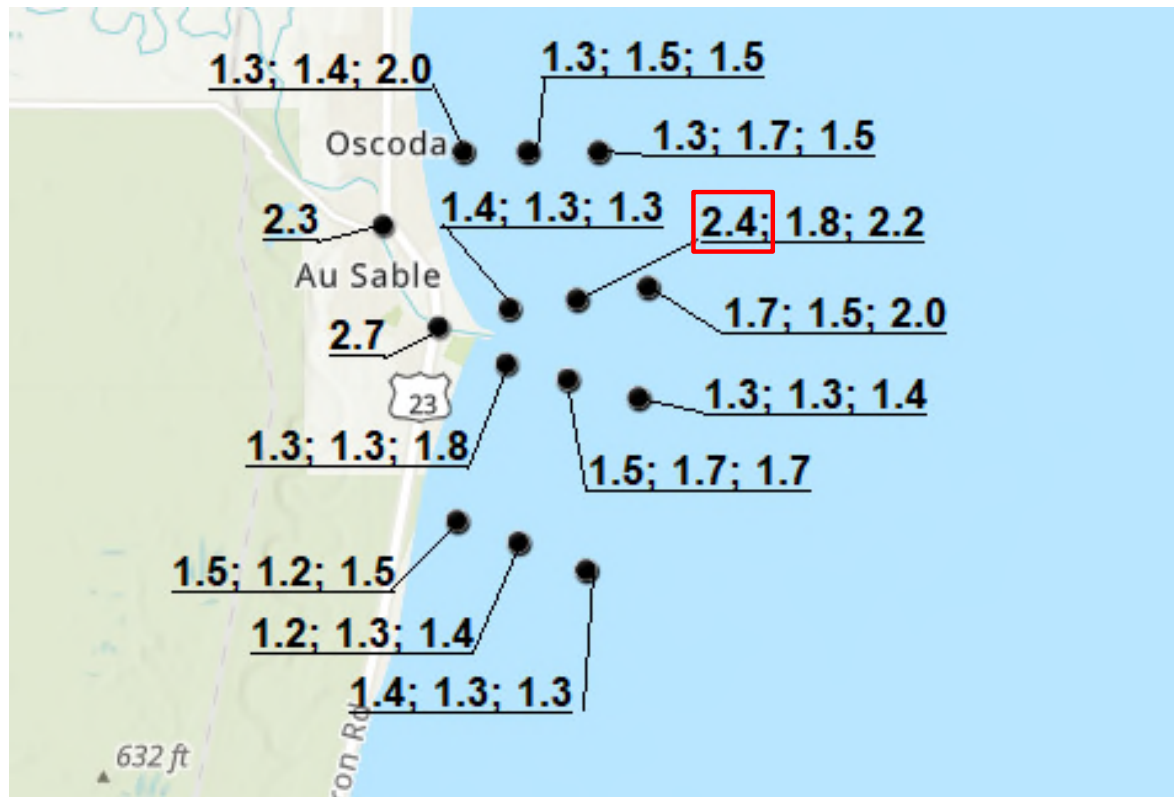 1.3; 1.4; 2.0
1.3; 1.5; 1.5
Oscoda
1.3; 1.7; 1.5
2.3
1.4; 1.3; 1.3
2.4; 1.8; 2.2
Au Sable
1.7; 1.5; 2.0
2.7
23
1.3; 1.3; 1.4
1.3; 1.3; 1.8
1.5; 1.7; 1.7
1.5; 1.2; 1.5
1.2; 1.3; 1.4
1.4; 1.3; 1.3
ron Rd
632 ft